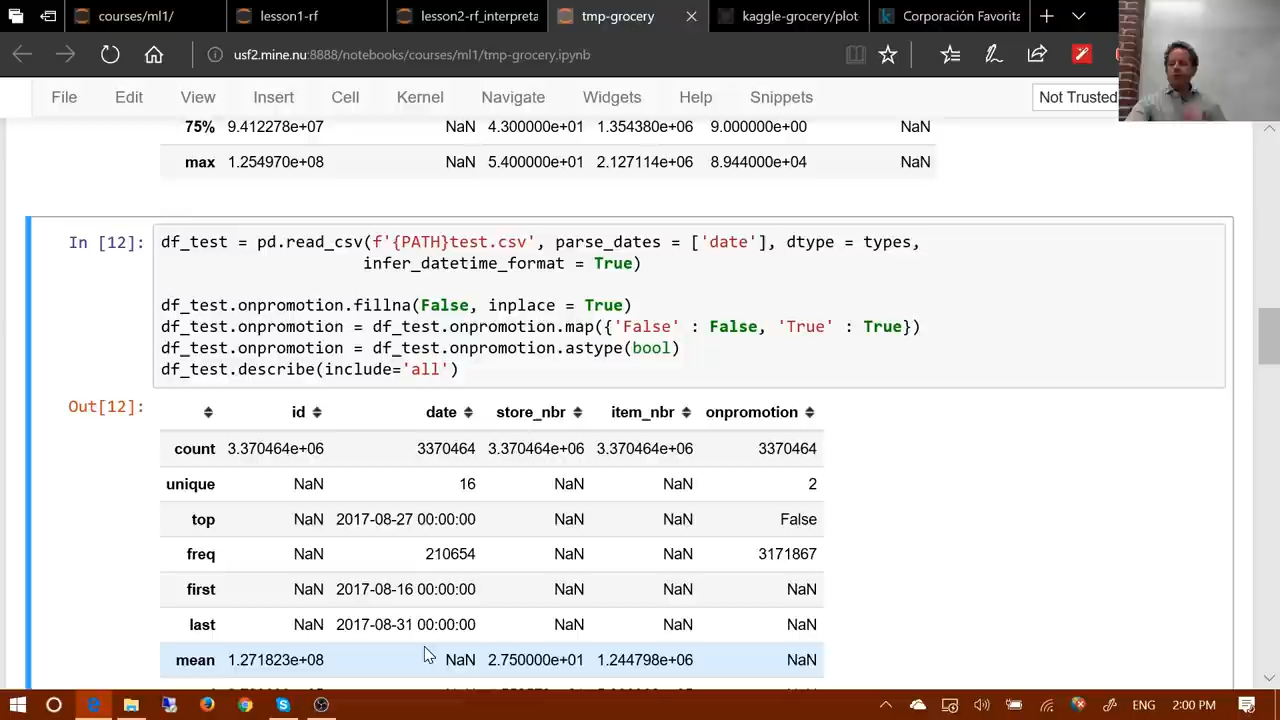 courses/ml1/ lesson1-rf lesson2-rf_interpreta tmp-grocery kaggle-grocery/plot Corporación Favorita
usf2.mine.nu:8888/notebooks/courses/ml1/tmp-grocery.ipynb
File Edit View Insert Cell Kernel Navigate Widgets Help Snippets Not Trusted
75% 9.412278e+07 NaN 4.300000e+01 1.354380e+06 9.000000e+00 NaN
max 1.254970e+08 NaN 5.400000e+01 2.127114e+06 8.944000e+04 NaN
In [12]: df_test = pd.read_csv(f'{PATH}test.csv', parse_dates = ['date'], dtype = types,
infer_datetime_format = True)
df_test.onpromotion.fillna(False, inplace = True)
df_test.onpromotion = df_test.onpromotion.map({'False' : False, 'True' : True})
df_test.onpromotion = df_test.onpromotion.astype(bool)
df_test.describe(include='all')
Out[12]: id date store_nbr item_nbr onpromotion
count 3.370464e+06 3370464 3.370464e+06 3.370464e+06 3370464
unique NaN 16 NaN NaN 2
top NaN 2017-08-27 00:00:00 NaN NaN False
freq NaN 210654 NaN NaN 3171867
first NaN 2017-08-16 00:00:00 NaN NaN NaN
last NaN 2017-08-31 00:00:00 NaN NaN NaN
mean 1.271823e+08 NaN 2.750000e+01 1.244798e+06 NaN
ENG 2:00 PM